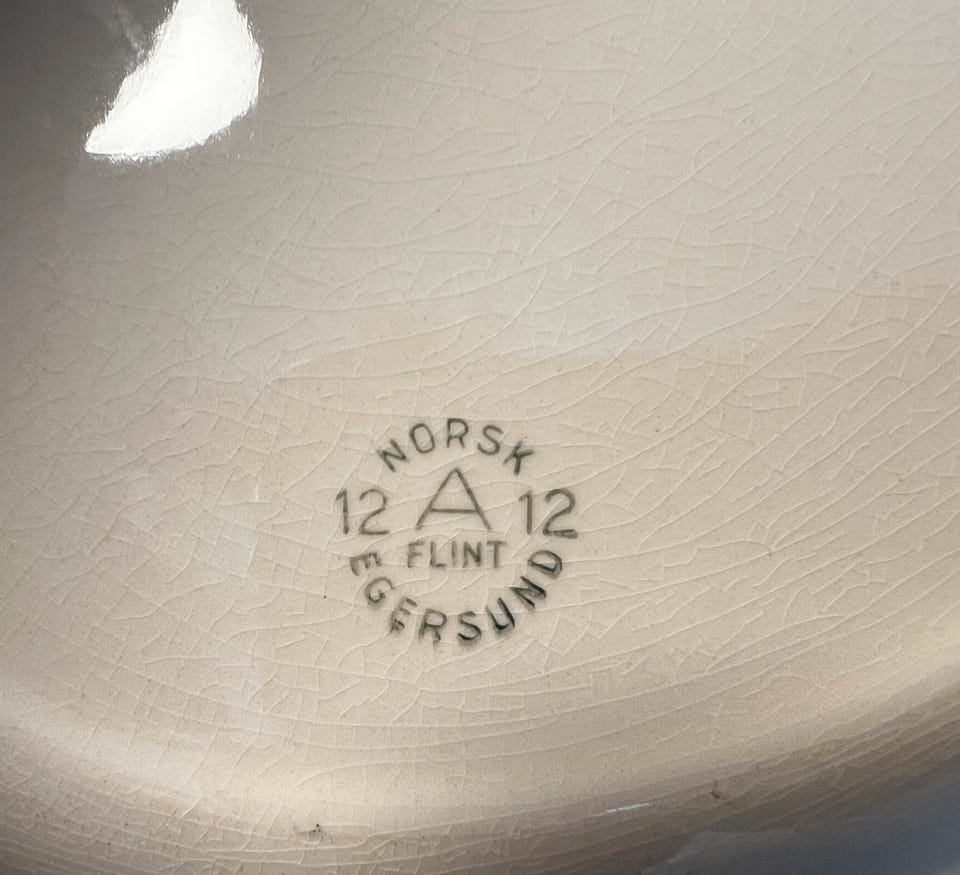 NORSK
12 A 12
FLINT
EGERSUND